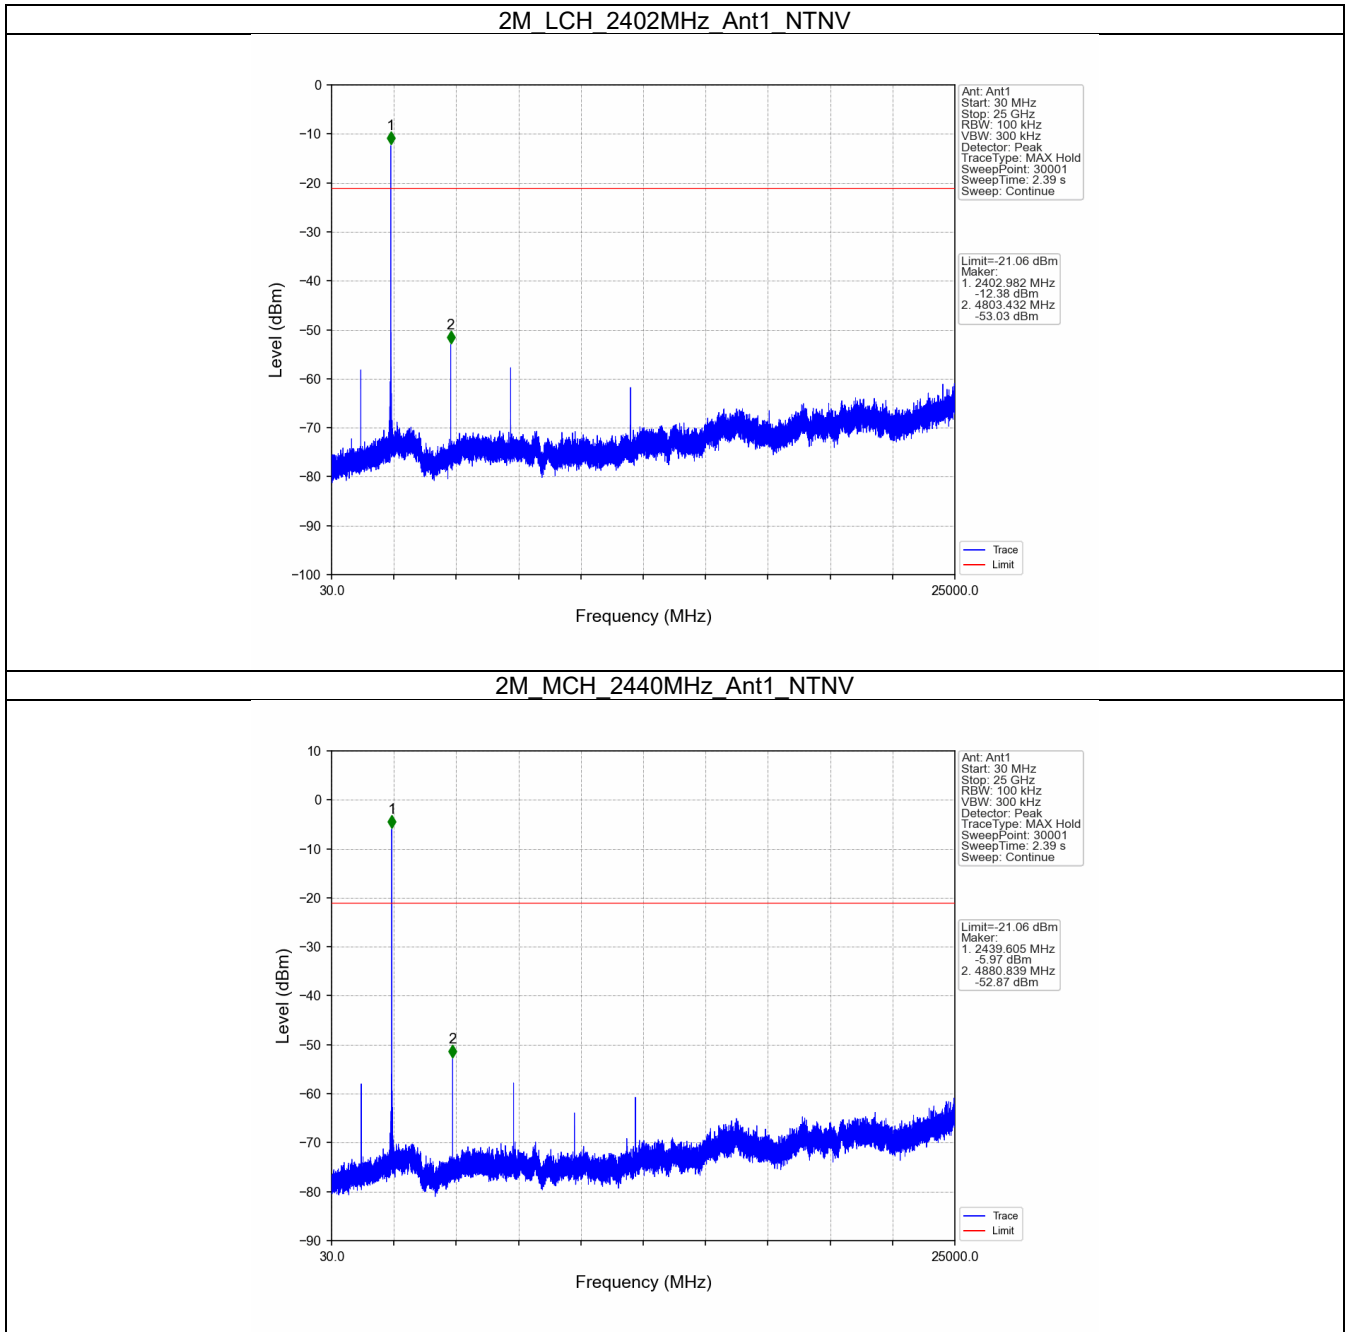 2M_LCH_2402MHz_Ant1_NTNV
0
−10
−20
−30
−40
−50
−60
−70
−80
−90
−100
Level (dBm)
1
2
30.0
25000.0
Frequency (MHz)
Ant: Ant1
Start: 30 MHz
Stop: 25 GHz
RBW: 100 kHz
VBW: 300 kHz
Detector: Peak
TraceType: MAX Hold
SweepPoint: 30001
SweepTime: 2.39 s
Sweep: Continue
Limit=-21.06 dBm
Maker:
1. 2402.982 MHz
-12.38 dBm
2. 4803.432 MHz
-53.03 dBm
Trace
Limit
2M_MCH_2440MHz_Ant1_NTNV
10
0
−10
−20
−30
−40
−50
−60
−70
−80
−90
Level (dBm)
1
2
30.0
25000.0
Frequency (MHz)
Ant: Ant1
Start: 30 MHz
Stop: 25 GHz
RBW: 100 kHz
VBW: 300 kHz
Detector: Peak
TraceType: MAX Hold
SweepPoint: 30001
SweepTime: 2.39 s
Sweep: Continue
Limit=-21.06 dBm
Maker:
1. 2439.605 MHz
-5.97 dBm
2. 4880.839 MHz
-52.87 dBm
Trace
Limit